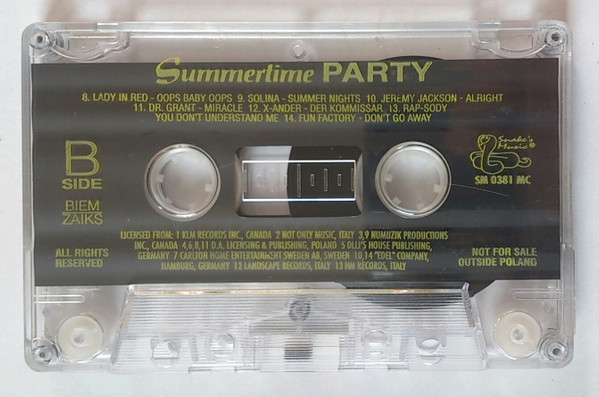 Summertime PARTY
8. LADY IN RED - OOPS BABY OOPS 9. SOLINA - SUMMER NIGHTS 10. JEREMY JACKSON - ALRIGHT
11. DR. GRANT - MIRACLE 12. X-ANDER - DER KOMMISSAR 13. RAP-SODY
YOU DON'T UNDERSTAND ME 14. FUN FACTORY - DON'T GO AWAY
B
SIDE
BIEM
ZAIKS
ALL RIGHTS
RESERVED
Snake's
Music
SM 0381 MC
NOT FOR SALE
OUTSIDE POLAND
LICENSED FROM: 1 KLM RECORDS INC., CANADA 2 NOT ONLY MUSIC, ITALY 3,9 NUMUZIK PRODUCTIONS
INC., CANADA 4,6,8,11 D.A. LICENSING & PUBLISHING, POLAND 5 OLLI'S HOUSE PUBLISHING,
GERMANY 7 CARLTON HOME ENTERTAINMENT SWEDEN AB, SWEDEN 10,14 "EDEL" COMPANY,
HAMBURG, GERMANY 12 LANDSCAPE RECORDS, ITALY 13 NM RECORDS, ITALY